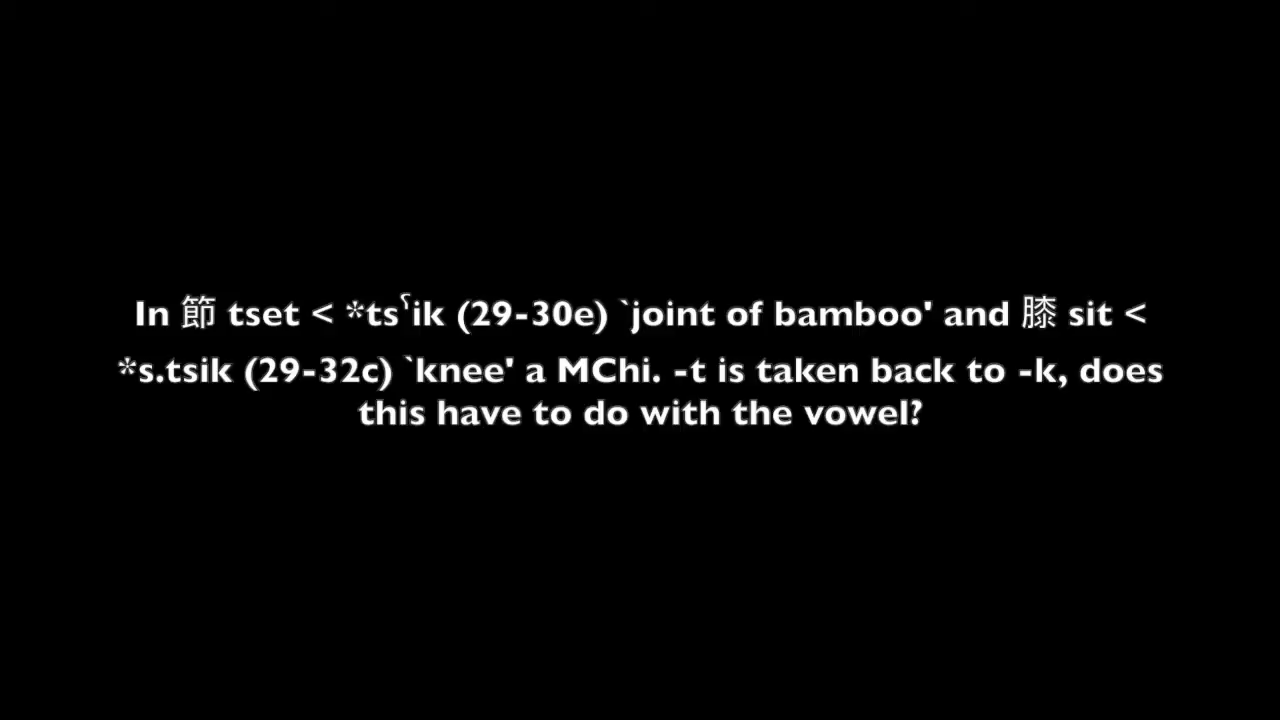 In 節 tset < *tsˤik (29-30e) `joint of bamboo' and 膝 sit <
*s.tsik (29-32c) `knee' a MChi. -t is taken back to -k, does
this have to do with the vowel?